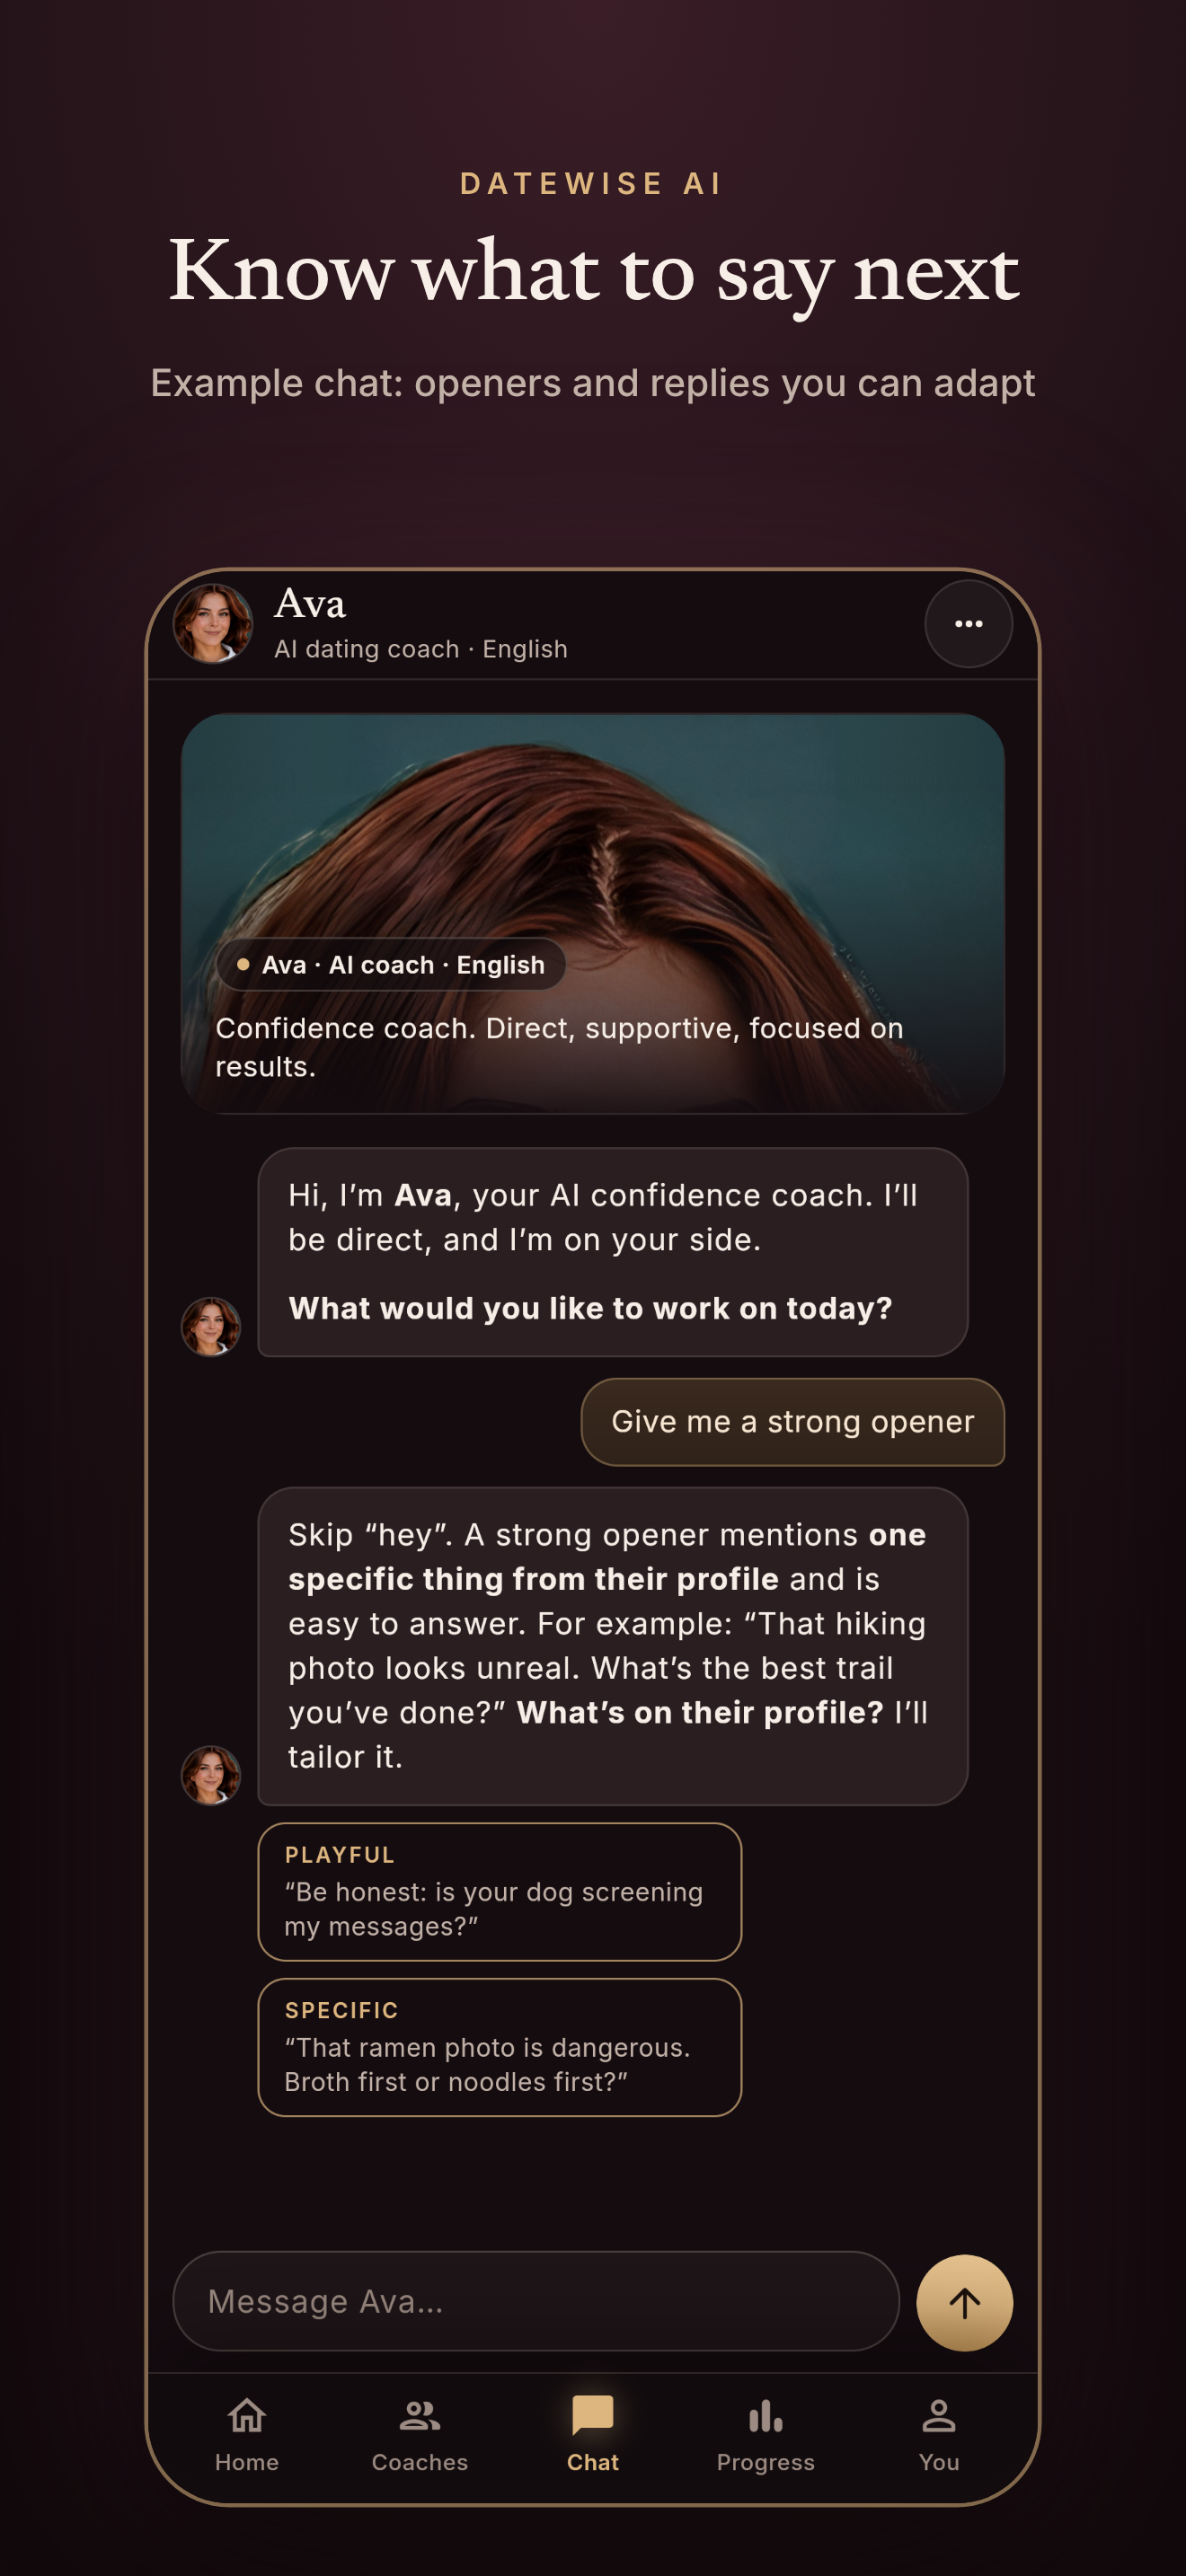 DATEWISE AI
Know what to say next
Example chat: openers and replies you can adapt
Ava
AI dating coach · English
Ava · AI coach · English
Confidence coach. Direct, supportive, focused on
results.
Hi, I’m Ava, your AI confidence coach. I’ll
be direct, and I’m on your side.
What would you like to work on today?
Give me a strong opener
Skip “hey”. A strong opener mentions one
specific thing from their profile and is
easy to answer. For example: “That hiking
photo looks unreal. What’s the best trail
you’ve done?” What’s on their profile? I’ll
tailor it.
PLAYFUL
“Be honest: is your dog screening
my messages?”
SPECIFIC
“That ramen photo is dangerous.
Broth first or noodles first?”
Message Ava...
Home
Coaches
Chat
Progress
You